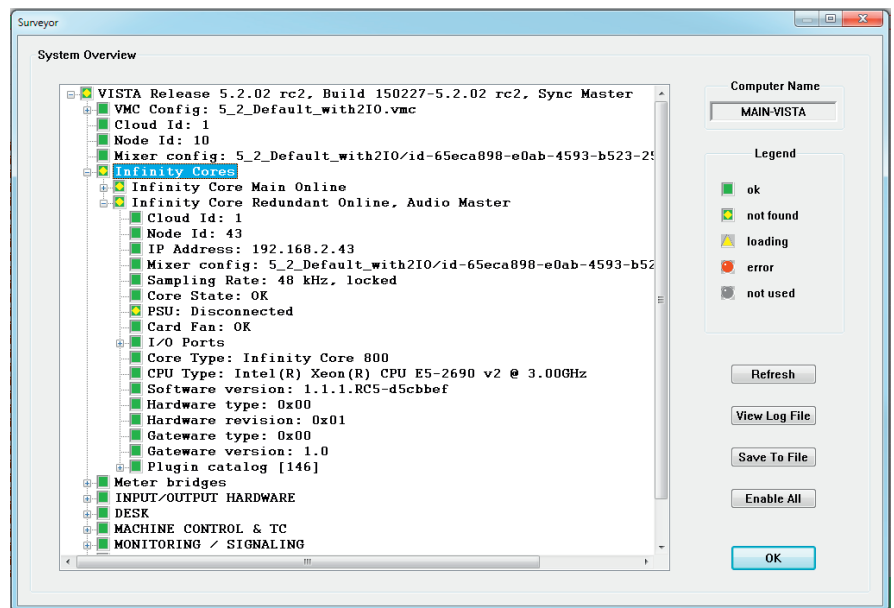 Surveyor
System Overview
VISTA Release 5.2.02 rc2, Build 150227-5.2.02 rc2, Sync Master
VMC Config: 5_2_Default_with2IO.vmc
Cloud Id: 1
Node Id: 10
Mixer config: 5_2_Default_with2IO/id-65eca898-e0ab-4593-b523-25
Infinity Cores
Infinity Core Main Online
Infinity Core Redundant Online, Audio Master
Cloud Id: 1
Node Id: 43
IP Address: 192.168.2.43
Mixer config: 5_2_Default_with2IO/id-65eca898-e0ab-4593-b52
Sampling Rate: 48 kHz, locked
Core State: OK
PSU: Disconnected
Card Fan: OK
I/O Ports
Core Type: Infinity Core 800
CPU Type: Intel(R) Xeon(R) CPU E5-2690 v2 @ 3.00GHz
Software version: 1.1.1.RC5-d5cbbef
Hardware type: 0x00
Hardware revision: 0x01
Gateware type: 0x00
Gateware version: 1.0
Plugin catalog [146]
Meter bridges
INPUT/OUTPUT HARDWARE
DESK
MACHINE CONTROL & TC
MONITORING / SIGNALING
Computer Name
MAIN-VISTA
Legend
ok
not found
loading
error
not used
Refresh
View Log File
Save To File
Enable All
OK